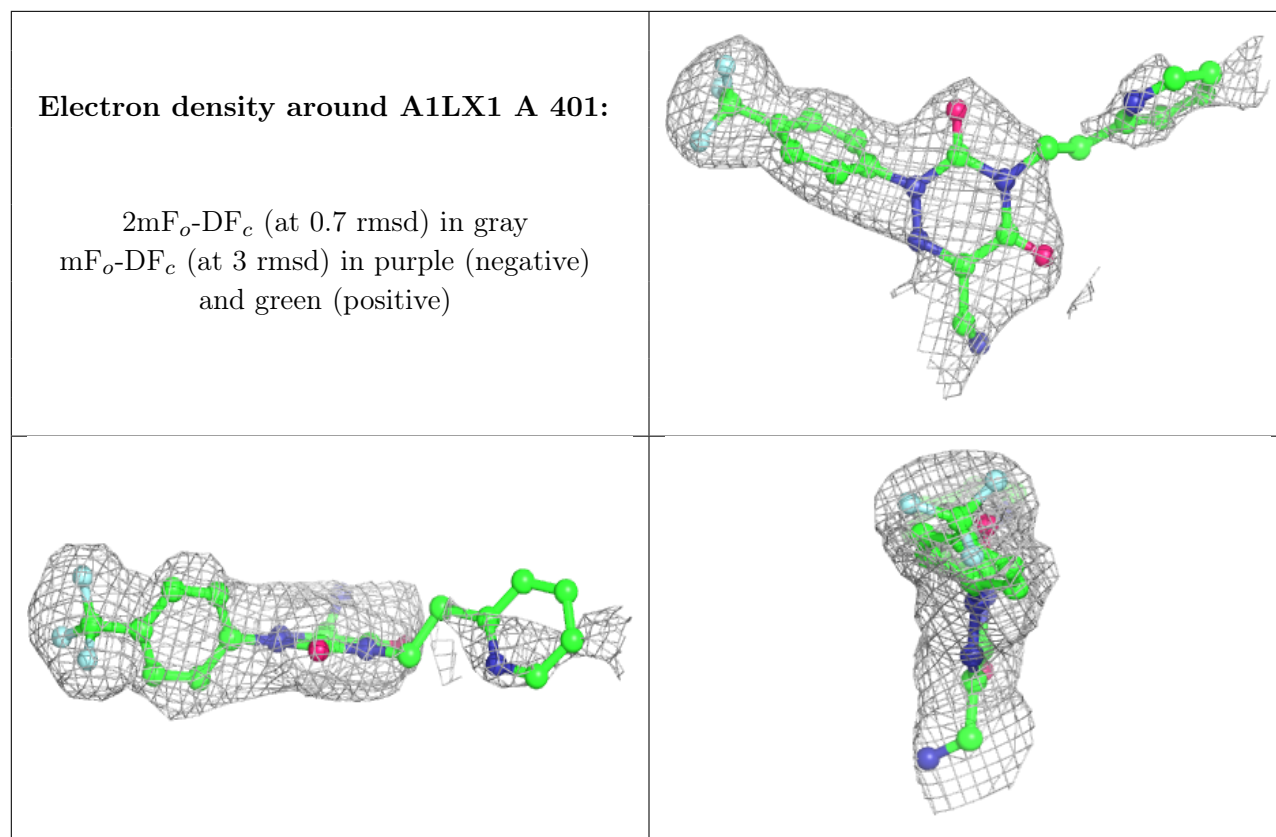 Electron density around A1LX1 A 401:
2mFo-DFc (at 0.7 rmsd) in gray
mFo-DFc (at 3 rmsd) in purple (negative)
and green (positive)